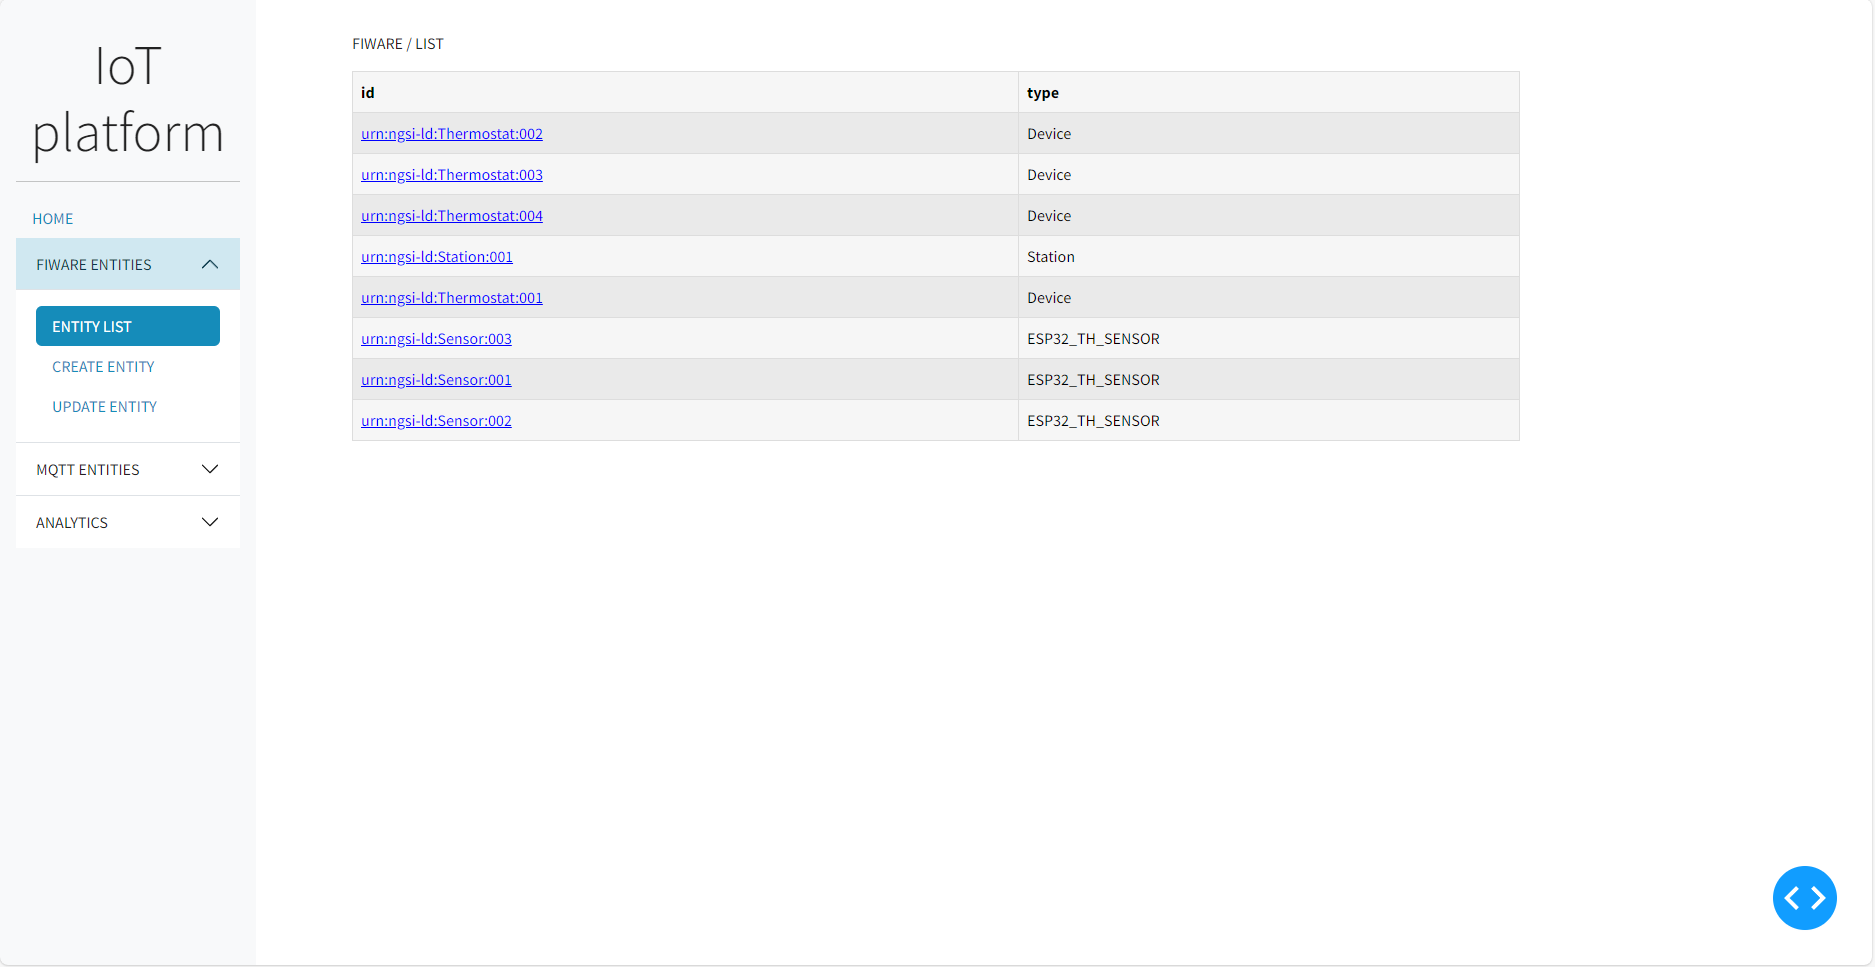 IoT
platform
HOME
FIWARE ENTITIES
ENTITY LIST
CREATE ENTITY
UPDATE ENTITY
MQTT ENTITIES
ANALYTICS
FIWARE / LIST
id type
urn:ngsi-ld:Thermostat:002 Device
urn:ngsi-ld:Thermostat:003 Device
urn:ngsi-ld:Thermostat:004 Device
urn:ngsi-ld:Station:001 Station
urn:ngsi-ld:Thermostat:001 Device
urn:ngsi-ld:Sensor:003 ESP32_TH_SENSOR
urn:ngsi-ld:Sensor:001 ESP32_TH_SENSOR
urn:ngsi-ld:Sensor:002 ESP32_TH_SENSOR